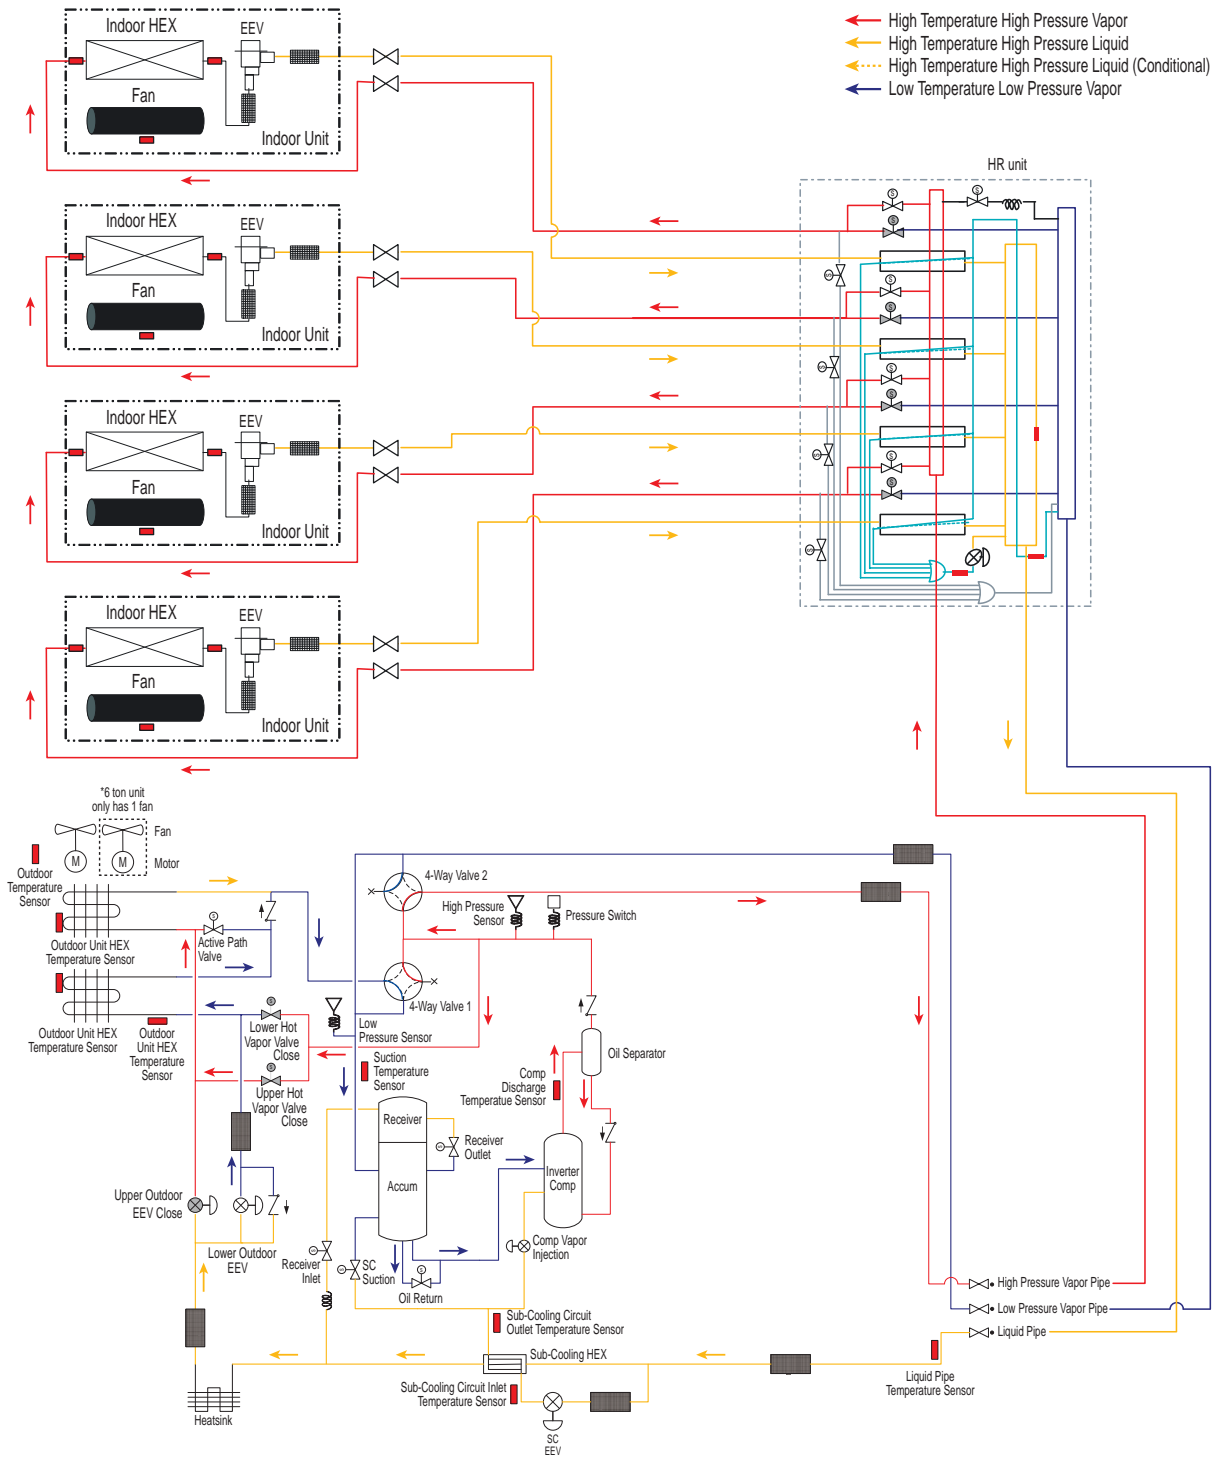 Indoor HEX
EEV
Fan
Indoor Unit
High Temperature High Pressure Vapor
High Temperature High Pressure Liquid
High Temperature High Pressure Liquid (Conditional)
Low Temperature Low Pressure Vapor
HR unit
Indoor HEX
EEV
Fan
Indoor Unit
Indoor HEX
EEV
Fan
Indoor Unit
Indoor HEX
EEV
Fan
Indoor Unit
*6 ton unit
only has 1 fan
Fan
M
M
Motor
Outdoor
Temperature
Sensor
4-Way Valve 2
High Pressure
Sensor
Pressure Switch
Outdoor Unit HEX
Temperature Sensor
Active Path
Valve
4-Way Valve 1
Outdoor Unit HEX
Temperature Sensor
Outdoor
Unit HEX
Temperature
Sensor
Lower Hot
Vapor Valve
Close
Low
Pressure Sensor
Oil Separator
Suction
Temperature
Sensor
Comp
Discharge
Temperatue Sensor
Upper Hot
Vapor Valve
Close
Receiver
Receiver
Outlet
Accum
Inverter
Comp
Upper Outdoor
EEV Close
Lower Outdoor
EEV
Receiver
Inlet
SC
Suction
Comp Vapor
Injection
Oil Return
High Pressure Vapor Pipe
Low Pressure Vapor Pipe
Liquid Pipe
Sub-Cooling Circuit
Outlet Temperature Sensor
Sub-Cooling HEX
Liquid Pipe
Temperature Sensor
Sub-Cooling Circuit Inlet
Temperature Sensor
Heatsink
SC
EEV